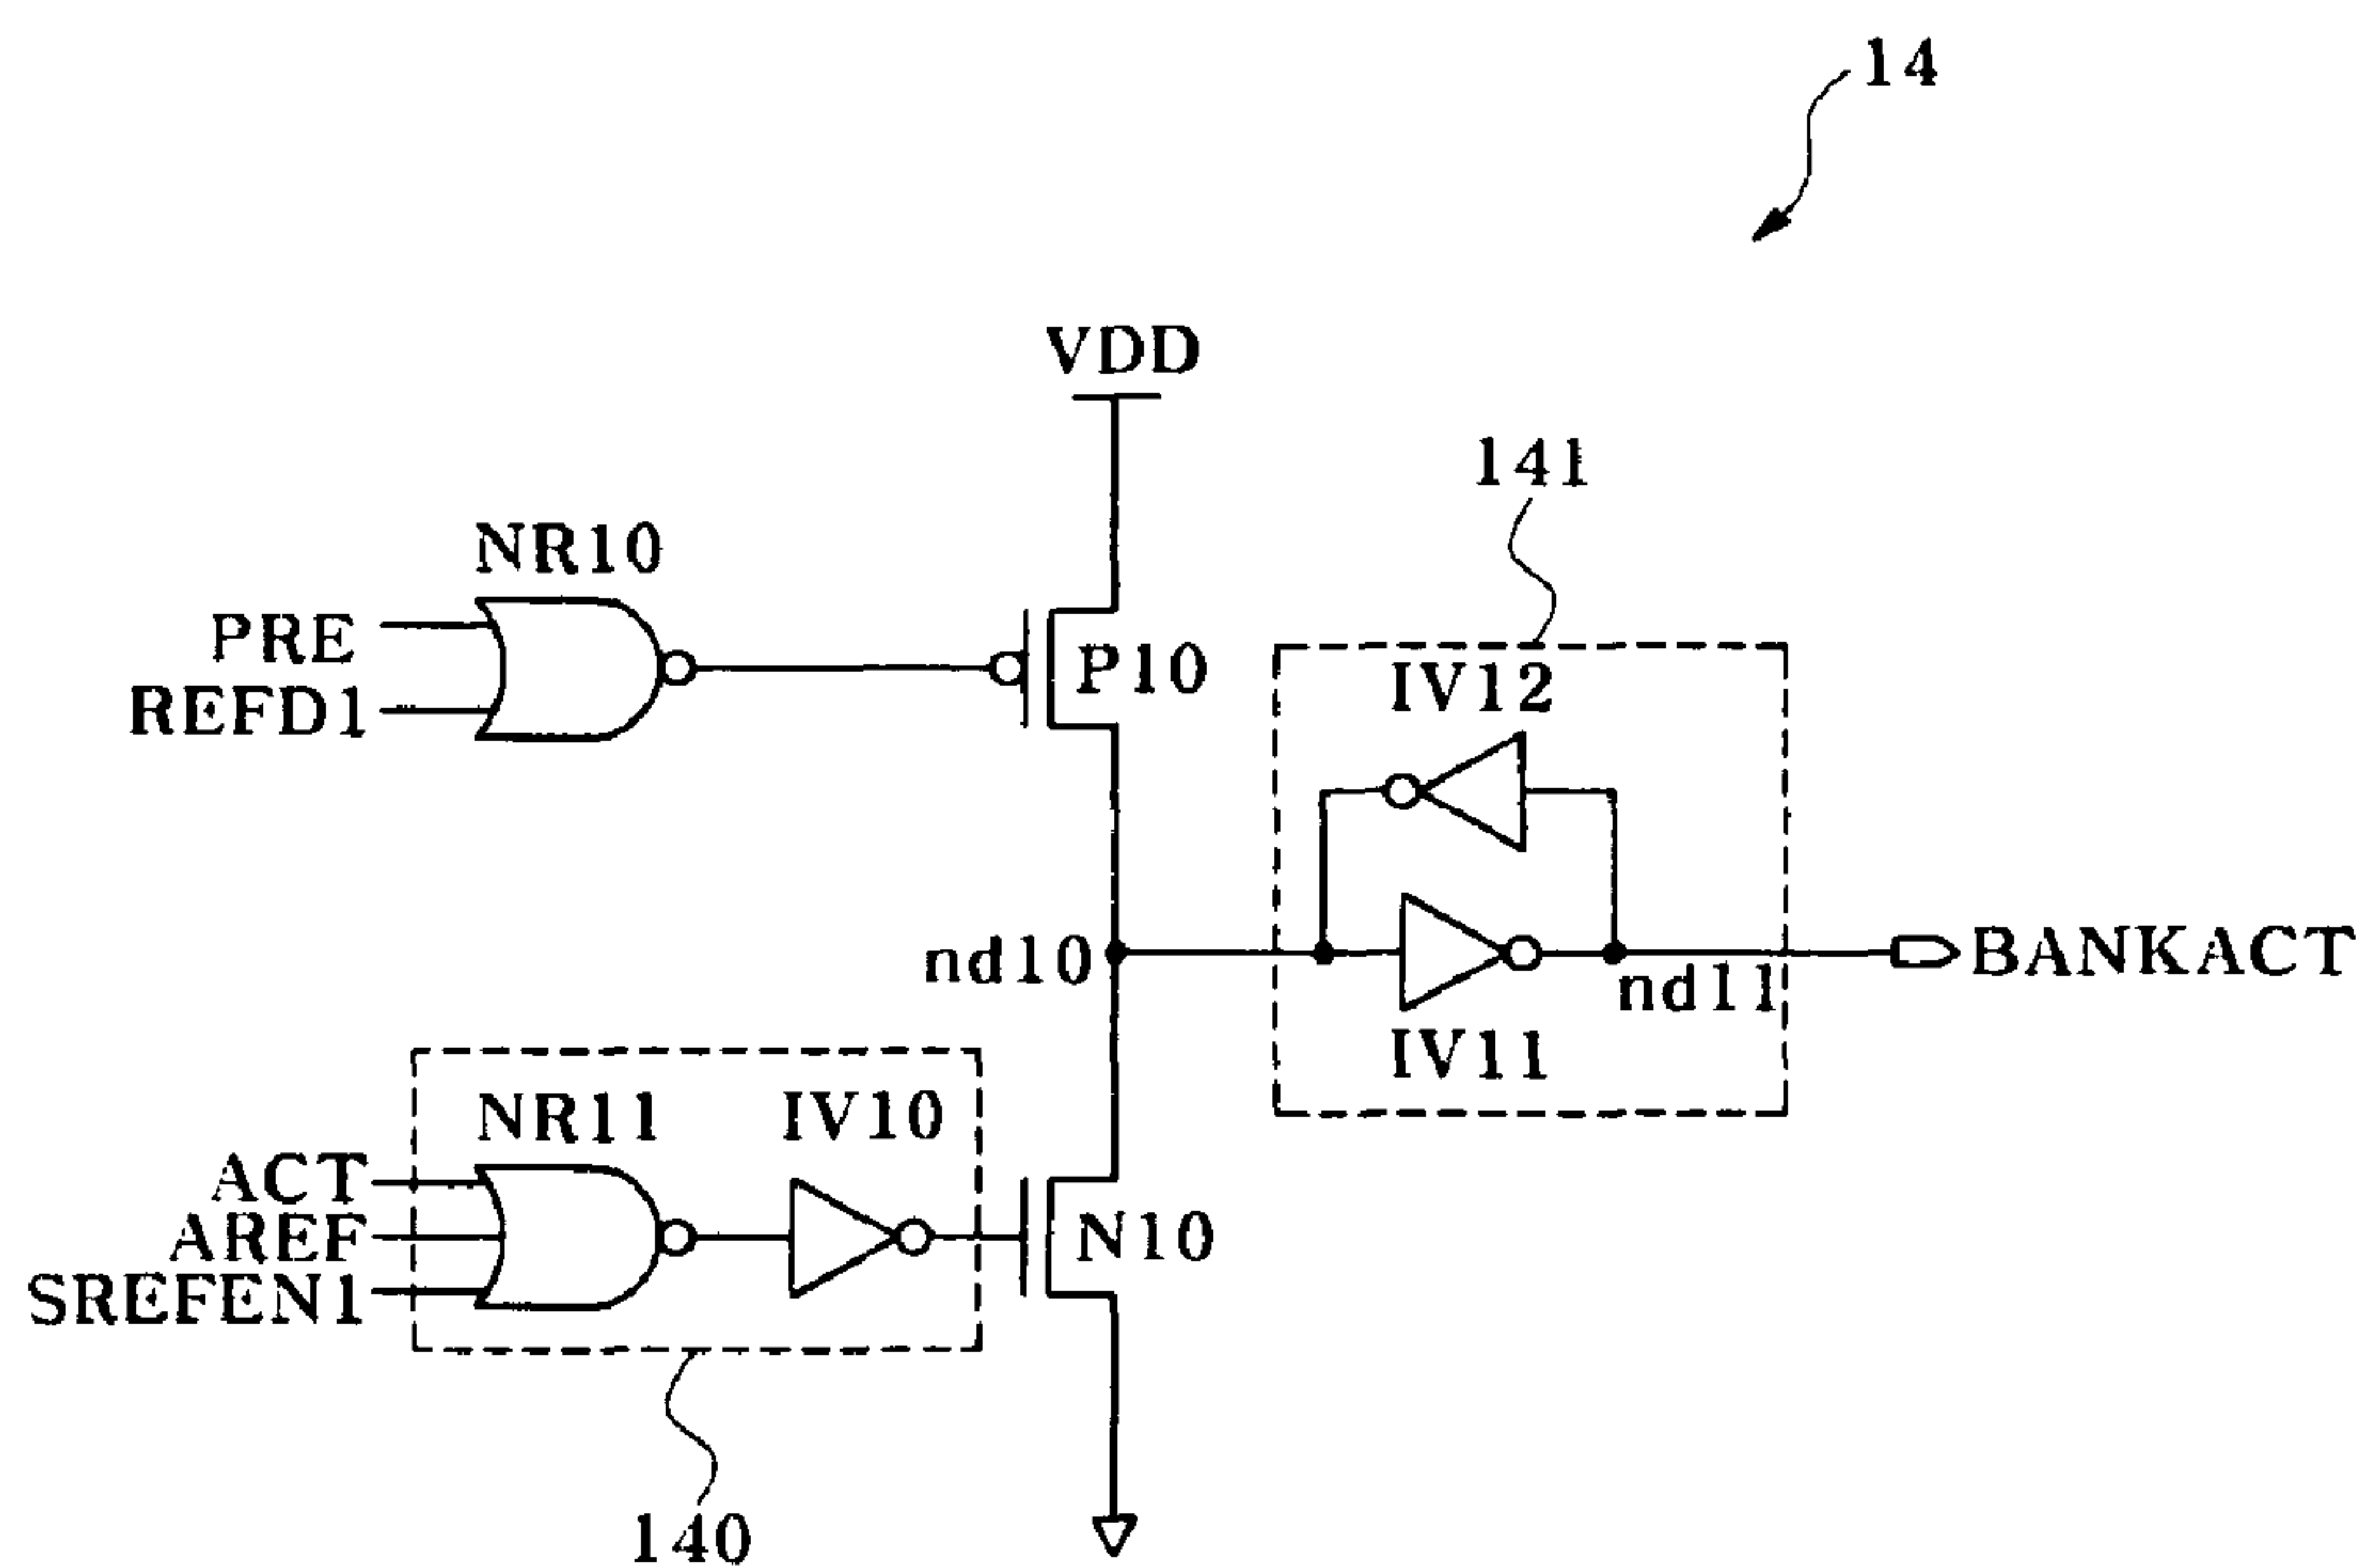 14
VDD
141
NR10
PRE
P10
IV12
REFD1
nd10
BANKACT
nd11
IV11
NR11 IV10
ACT
AREF
N10
SREFEN1
140